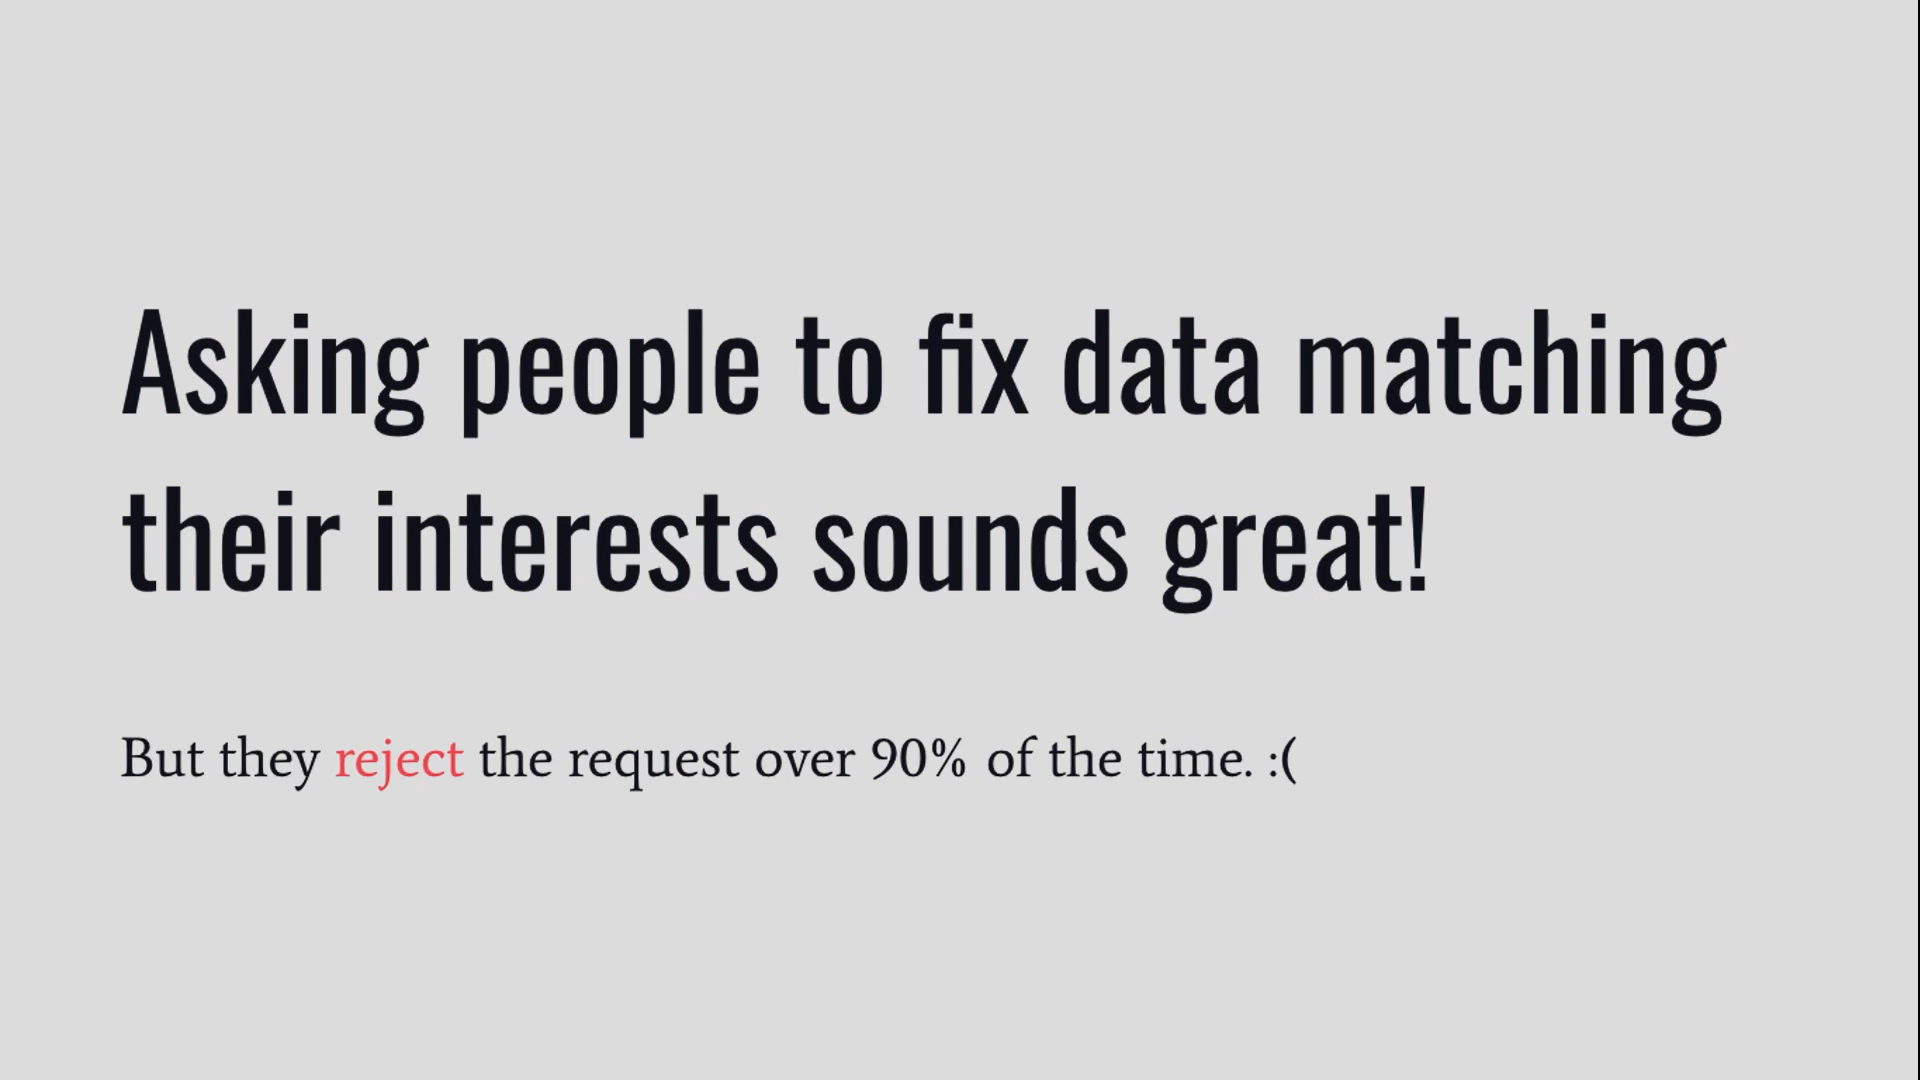 Asking people to fix data matching
their interests sounds great!
But they reject the request over 90% of the time. :(